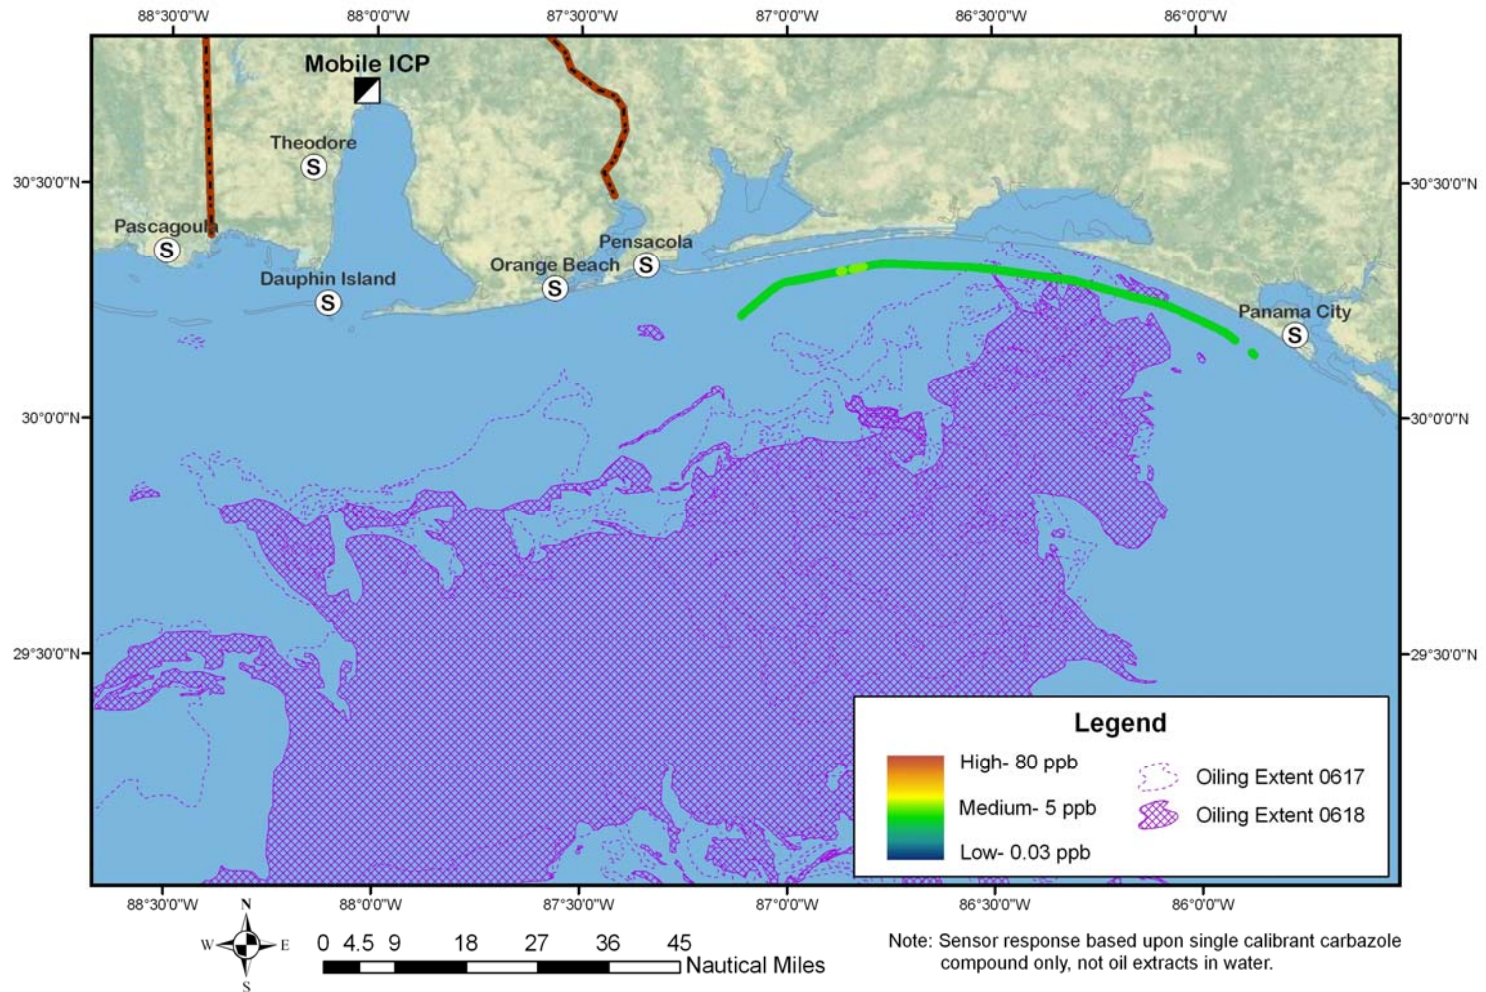 88°30'0"W 88°0'0"W 87°30'0"W 87°0'0"W 86°30'0"W 86°0'0"W
Mobile ICP
Theodore
S
30°30'0"N 30°30'0"N
Pascagoula
S
Pensacola
S
Orange Beach
S
Dauphin Island
S
Panama City
S
30°0'0"N 30°0'0"N
29°30'0"N 29°30'0"N
Legend
High- 80 ppb
Medium- 5 ppb
Low- 0.03 ppb
Oiling Extent 0617
Oiling Extent 0618
88°30'0"W 88°0'0"W 87°30'0"W 87°0'0"W 86°30'0"W 86°0'0"W
N
W E
S
0 4.5 9 18 27 36 45
Nautical Miles
Note: Sensor response based upon single calibrant carbazole
compound only, not oil extracts in water.